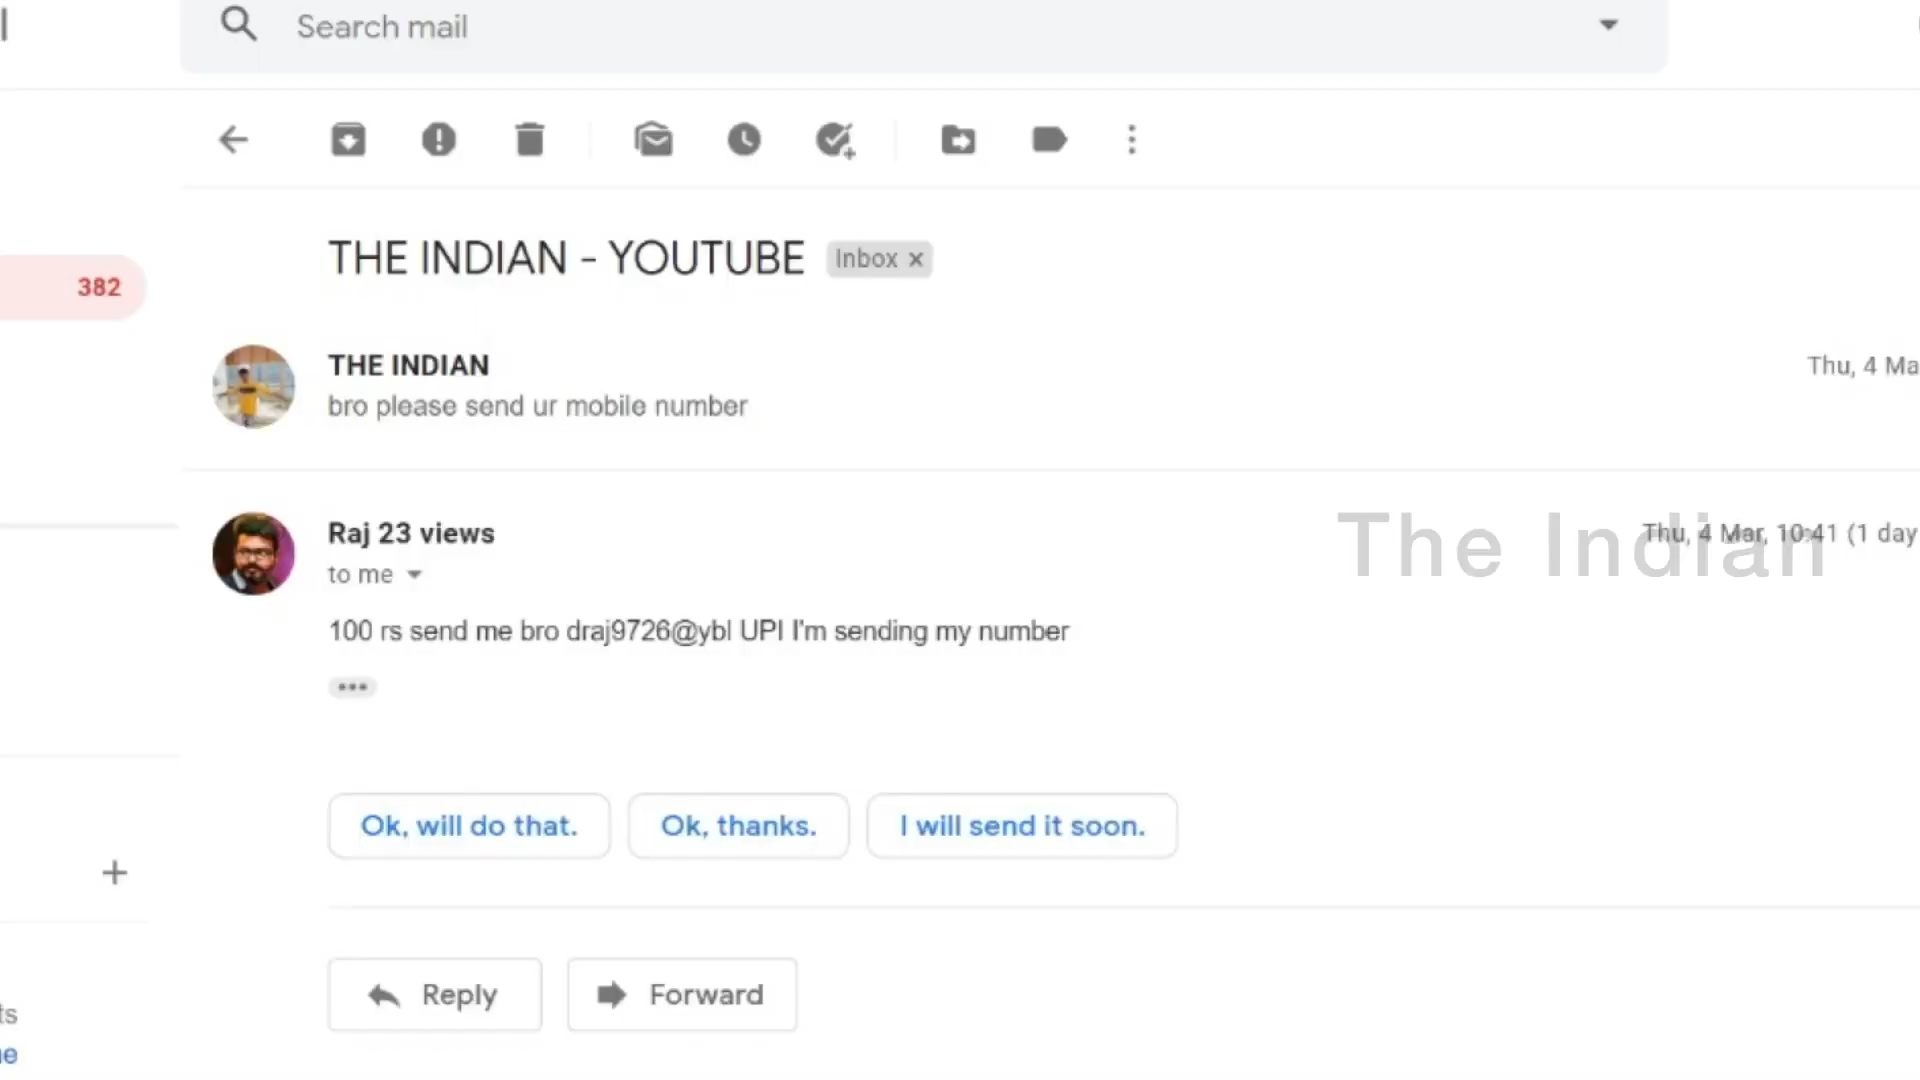 Search mail
THE INDIAN - YOUTUBE Inbox ×
382
THE INDIAN
Thu, 4 Ma
bro please send ur mobile number
Raj 23 views
Thu, 4 Mar, 10:41 (1 day
The Indian
to me
100 rs send me bro draj9726@ybl UPI I'm sending my number
Ok, will do that.
Ok, thanks.
I will send it soon.
Reply
Forward
ts